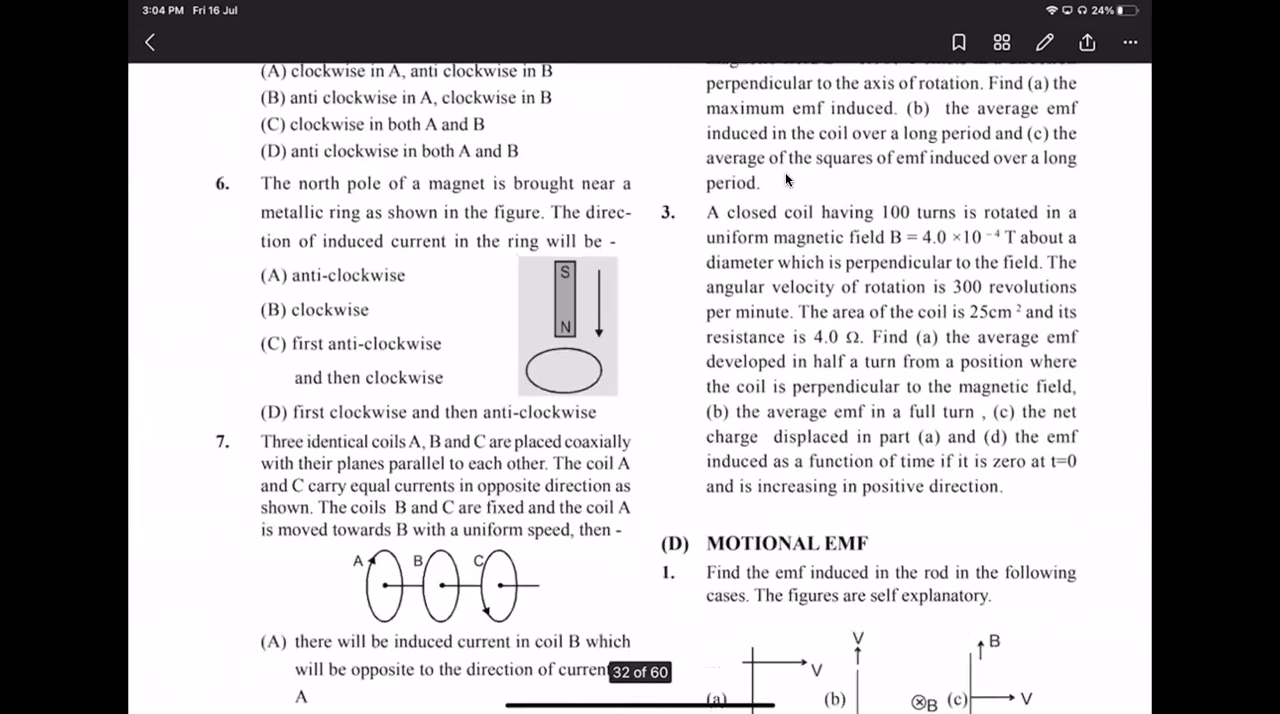 3:04 PM Fri 16 Jul
24%
(A) clockwise in A, anti clockwise in B
(B) anti clockwise in A, clockwise in B
(C) clockwise in both A and B
(D) anti clockwise in both A and B
6. The north pole of a magnet is brought near a
metallic ring as shown in the figure. The direc-
tion of induced current in the ring will be -
(A) anti-clockwise
(B) clockwise
(C) first anti-clockwise
and then clockwise
(D) first clockwise and then anti-clockwise
S
N
7. Three identical coils A, B and C are placed coaxially
with their planes parallel to each other. The coil A
and C carry equal currents in opposite direction as
shown. The coils B and C are fixed and the coil A
is moved towards B with a uniform speed, then -
A B C
(A) there will be induced current in coil B which
will be opposite to the direction of current
A
32 of 60
perpendicular to the axis of rotation. Find (a) the
maximum emf induced. (b) the average emf
induced in the coil over a long period and (c) the
average of the squares of emf induced over a long
period.
3. A closed coil having 100 turns is rotated in a
uniform magnetic field B = 4.0 ×10 ⁻⁴ T about a
diameter which is perpendicular to the field. The
angular velocity of rotation is 300 revolutions
per minute. The area of the coil is 25cm ² and its
resistance is 4.0 Ω. Find (a) the average emf
developed in half a turn from a position where
the coil is perpendicular to the magnetic field,
(b) the average emf in a full turn , (c) the net
charge displaced in part (a) and (d) the emf
induced as a function of time if it is zero at t=0
and is increasing in positive direction.
(D) MOTIONAL EMF
1. Find the emf induced in the rod in the following
cases. The figures are self explanatory.
(a) V
(b) V ⊗B
(c) B V